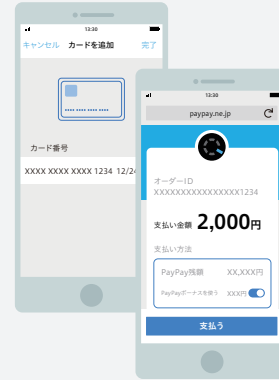 13:30
キャンセル カードを追加 完了
カード番号
XXXX XXXX XXXX 1234 12/24
13:30
paypay.ne.jp
オーダーID
XXXXXXXXXXXXXXXX1234
支払い金額 2,000円
支払い方法
PayPay残額 XX,XXX円
PayPayボーナスを使う XXX円
支払う